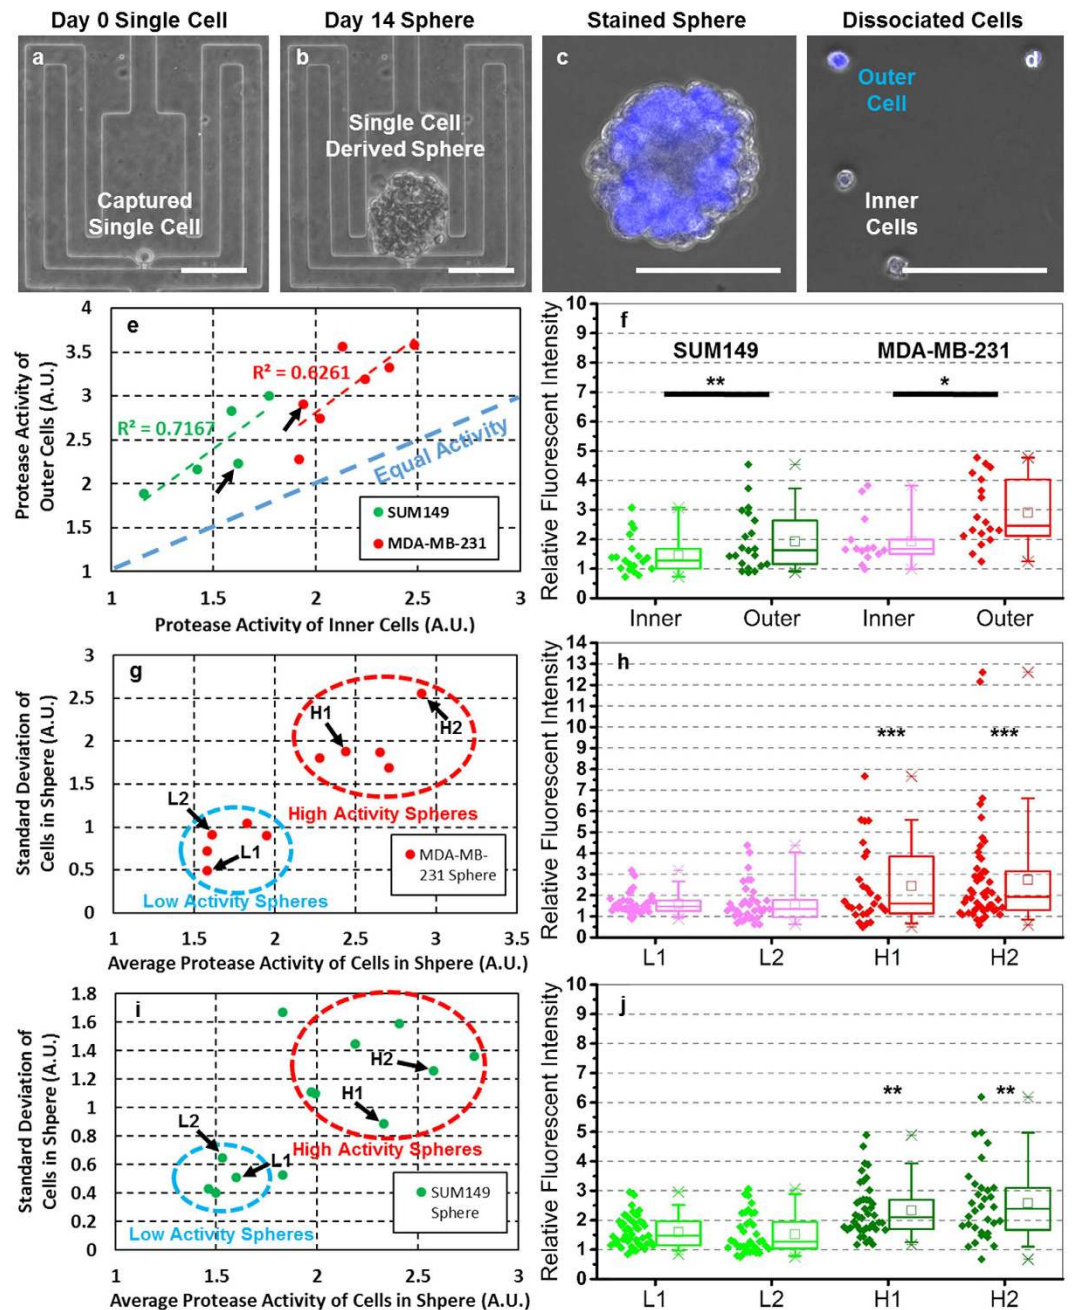 Day 0 Single Cell
Day 14 Sphere
Stained Sphere
Dissociated Cells
a
Captured
Single Cell
b
Single Cell
Derived Sphere
c
d
Outer
Cell
Inner
Cells
e
Protease Activity of
Outer Cells (A.U.)
4
3.5
3
2.5
2
1.5
1
R² = 0.7167
R² = 0.6261
Equal Activity
SUM149
MDA-MB-231
1
1.5
2
2.5
3
Protease Activity of Inner Cells (A.U.)
f
Relative Fluorescent Intensity
10
9
8
7
6
5
4
3
2
1
0
SUM149
MDA-MB-231
**
*
Inner
Outer
Inner
Outer
g
Standard Deviation of
Cells in Shpere (A.U.)
3
2.5
2
1.5
1
0.5
0
H1
H2
High Activity Spheres
L2
L1
Low Activity Spheres
MDA-MB-
231 Sphere
1
1.5
2
2.5
3
3.5
Average Protease Activity of Cells in Shpere (A.U.)
h
Relative Fluorescent Intensity
14
13
12
11
10
9
8
7
6
5
4
3
2
1
0
***
***
L1
L2
H1
H2
i
Standard Deviation of
Cells in Shpere (A.U.)
1.8
1.6
1.4
1.2
1
0.8
0.6
0.4
0.2
0
H2
H1
High Activity Spheres
L2
L1
Low Activity Spheres
SUM149
Sphere
1
1.5
2
2.5
3
Average Protease Activity of Cells in Shpere (A.U.)
j
Relative Fluorescent Intensity
10
9
8
7
6
5
4
3
2
1
0
**
**
L1
L2
H1
H2